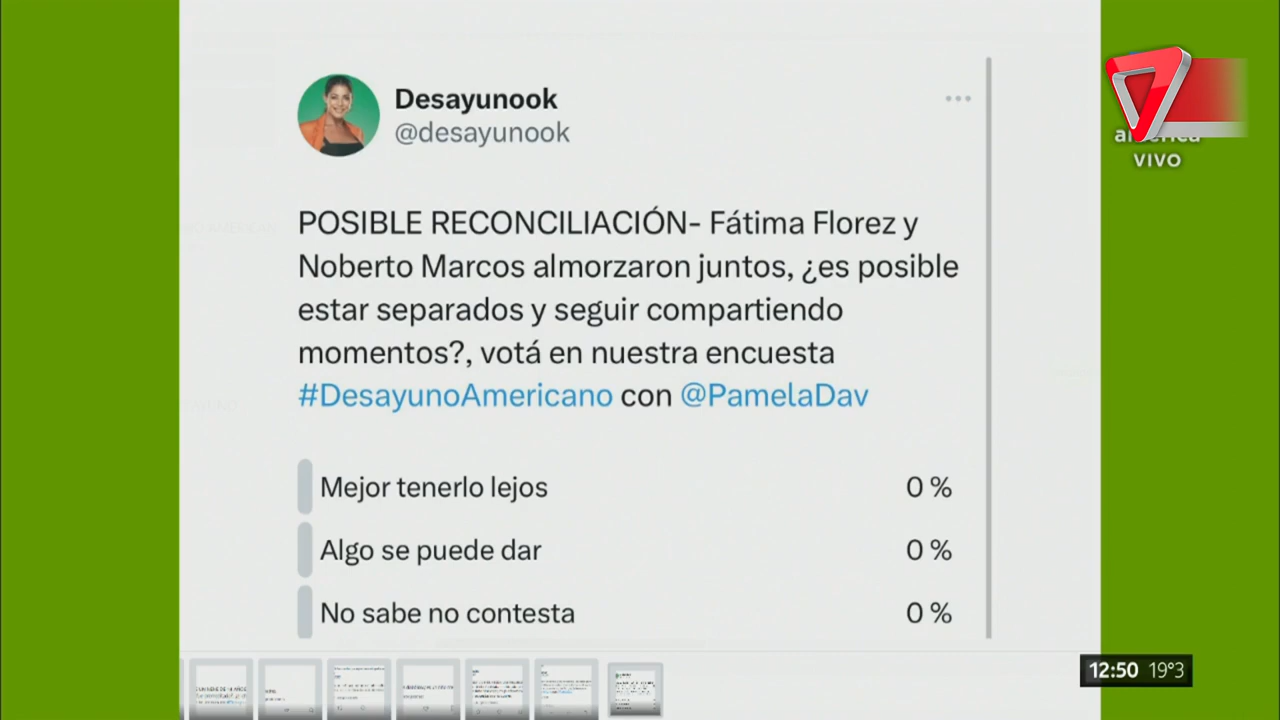 Desayunook
@desayunook
POSIBLE RECONCILIACIÓN- Fátima Florez y
Noberto Marcos almorzaron juntos, ¿es posible
estar separados y seguir compartiendo
momentos?, votá en nuestra encuesta
#DesayunoAmericano con @PamelaDav
Mejor tenerlo lejos 0 %
Algo se puede dar 0 %
No sabe no contesta 0 %
VIVO
12:50 19°3